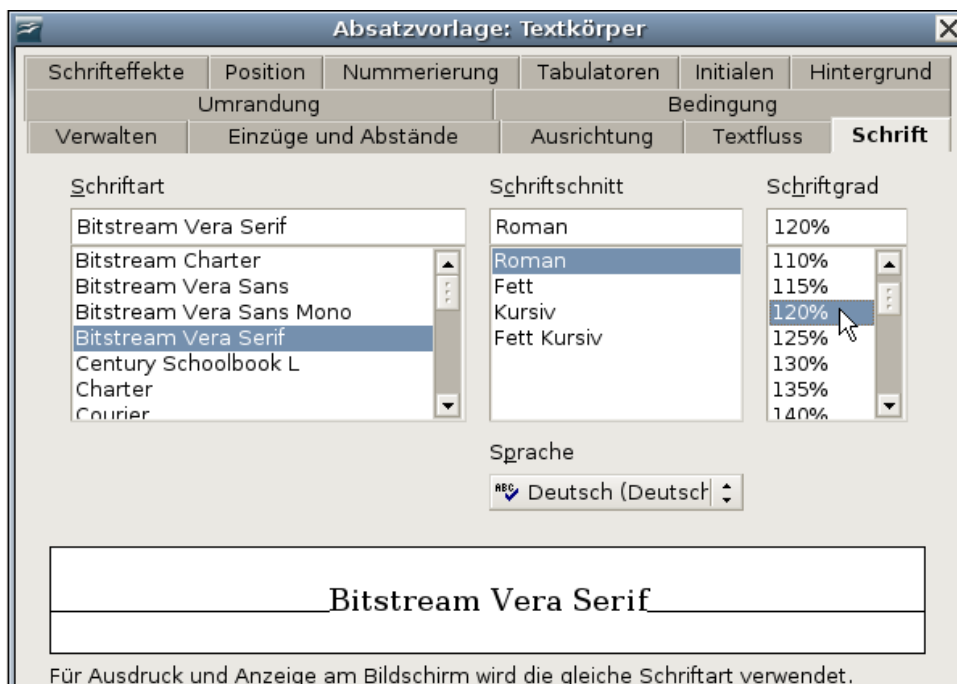 Absatzvorlage: Textkörper
Schrifteffekte Position Nummerierung Tabulatoren Initialen Hintergrund
Umrandung Bedingung
Verwalten Einzüge und Abstände Ausrichtung Textfluss Schrift
Schriftart Schriftschnitt Schriftgrad
Bitstream Vera Serif Roman 120%
Bitstream Charter Roman 110%
Bitstream Vera Sans Fett 115%
Bitstream Vera Sans Mono Kursiv 120%
Bitstream Vera Serif Fett Kursiv 125%
Century Schoolbook L 130%
Charter 135%
Courier 140%
Sprache
ABC Deutsch (Deutsch
Bitstream Vera Serif
Für Ausdruck und Anzeige am Bildschirm wird die gleiche Schriftart verwendet.